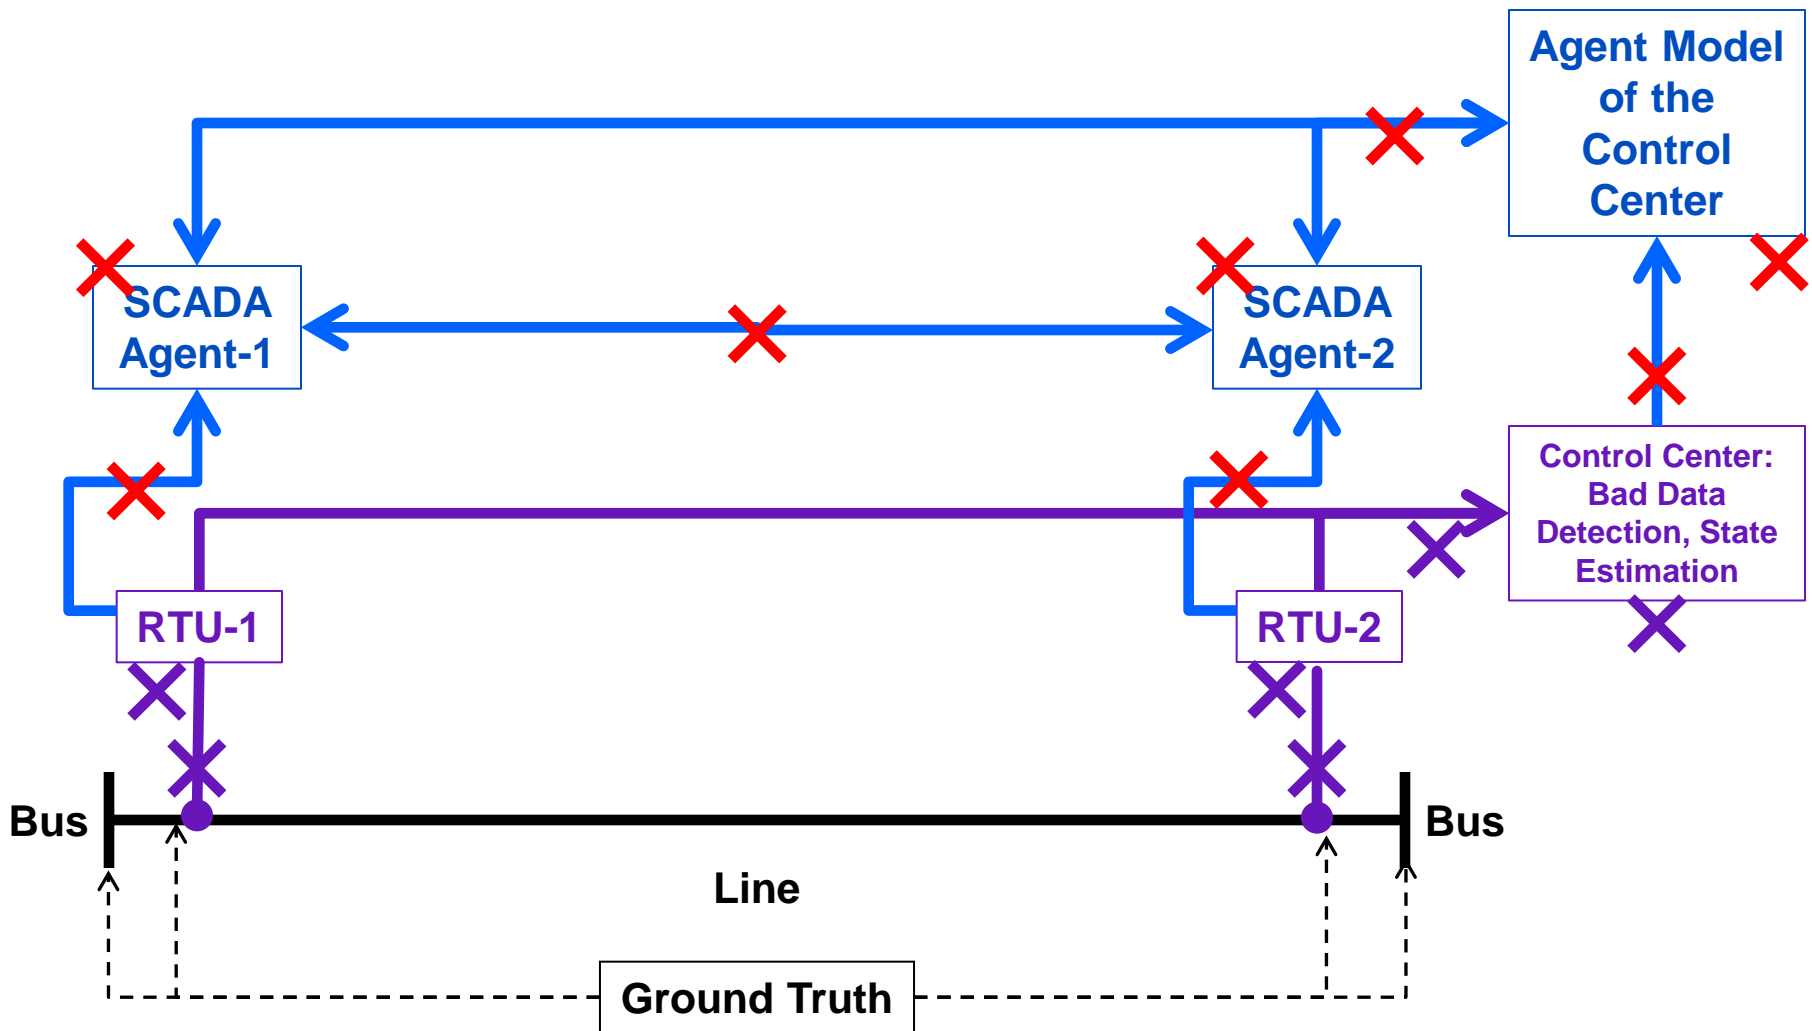 Agent Model
of the
Control
Center
SCADA
Agent-1
SCADA
Agent-2
Control Center:
Bad Data
Detection, State
Estimation
RTU-1
RTU-2
Bus
Bus
Line
Ground Truth